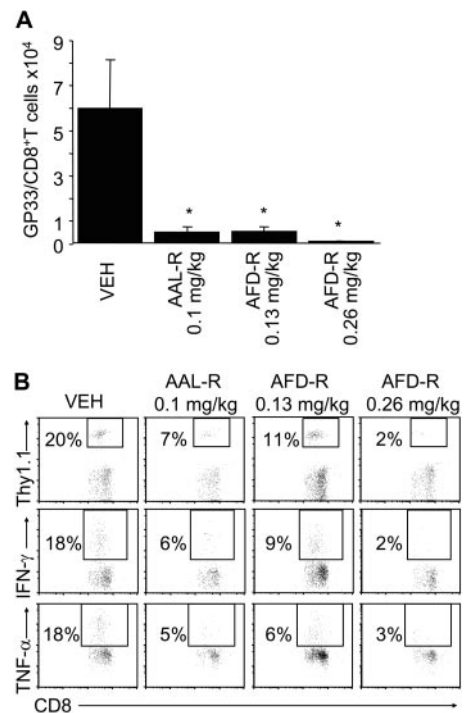 A
GP33/CD8⁺T cells x10⁴
9
6
3
1
0
VEH
AAL-R
0.1 mg/kg
*
AFD-R
0.13 mg/kg
*
AFD-R
0.26 mg/kg
*
B
VEH
AAL-R
0.1 mg/kg
AFD-R
0.13 mg/kg
AFD-R
0.26 mg/kg
Thy1.1
20%
7%
11%
2%
IFN-γ
18%
6%
9%
2%
TNF-α
18%
5%
6%
3%
CD8